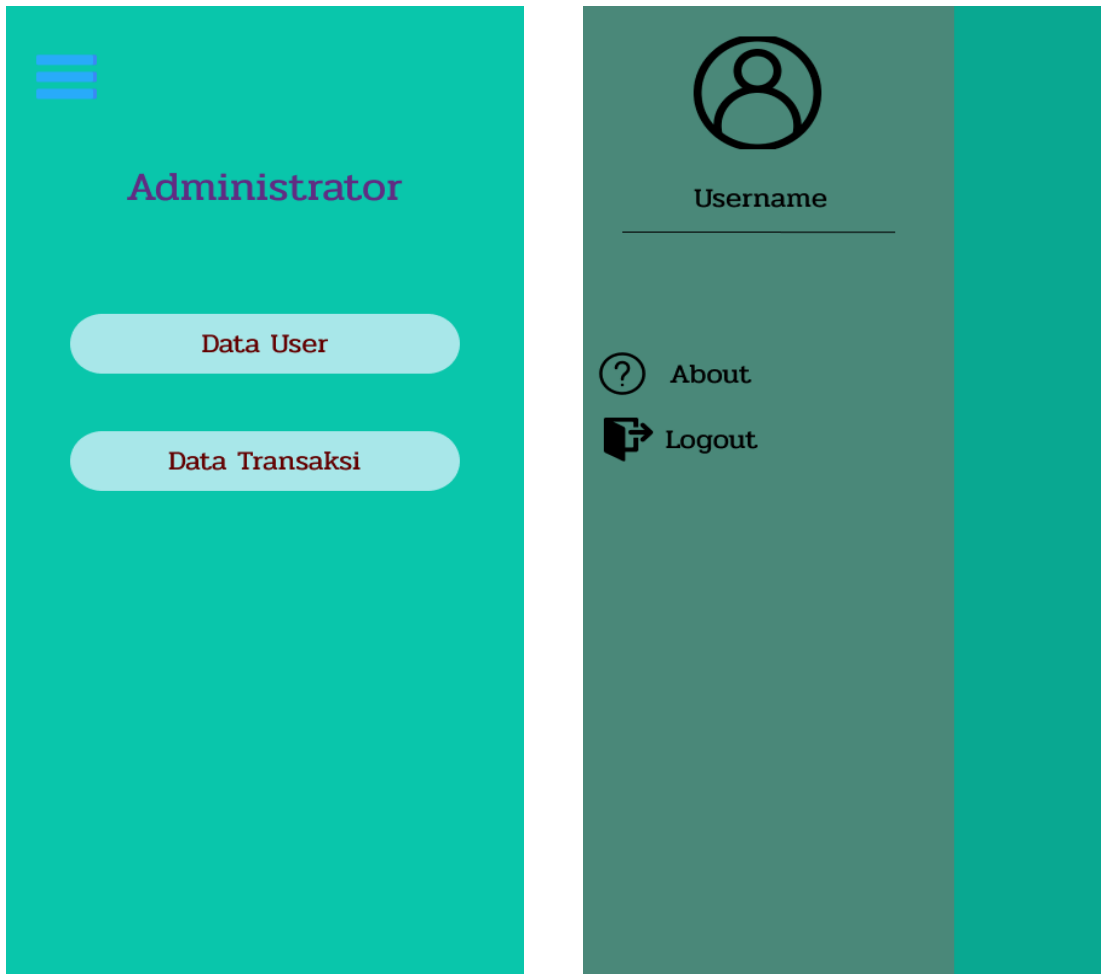 Administrator
Data User
Data Transaksi
Username
About
Logout